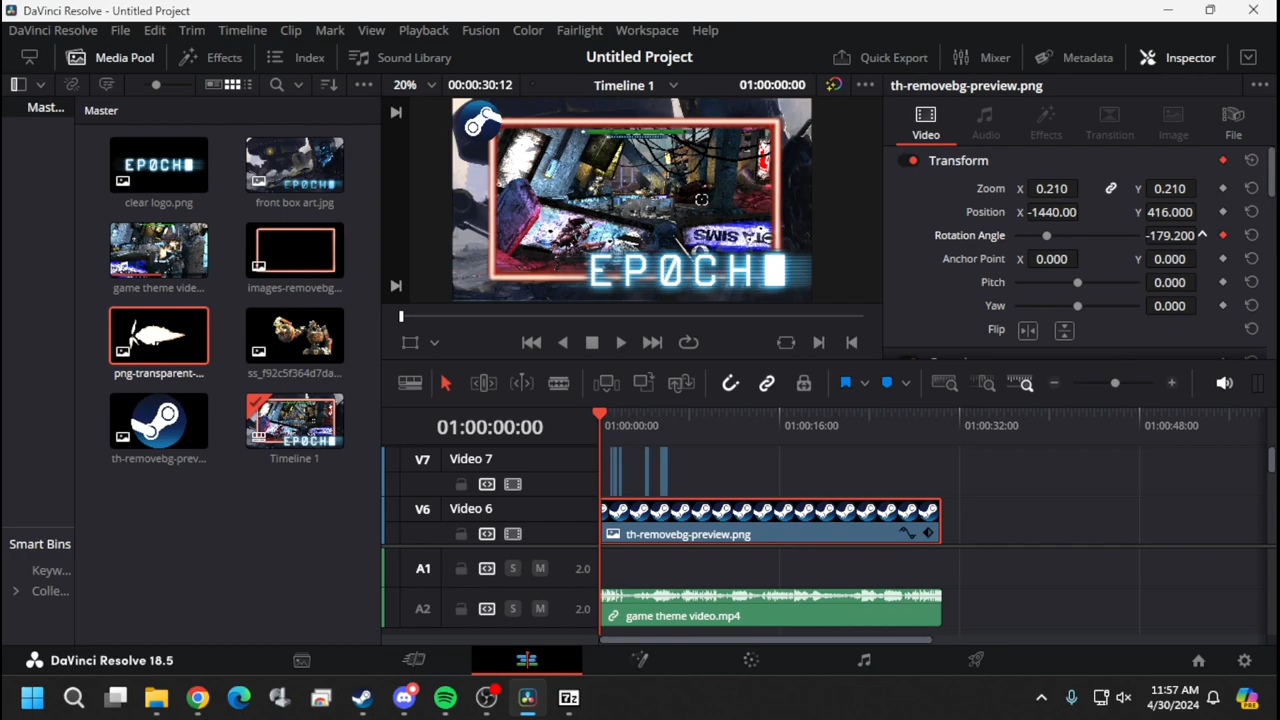 DaVinci Resolve - Untitled Project
DaVinci Resolve File Edit Trim Timeline Clip Mark View Playback Fusion Color Fairlight Workspace Help
Media Pool Effects Index Sound Library Untitled Project Quick Export Mixer Metadata Inspector
20% 00:00:30:12 Timeline 1 01:00:00:00 th-removebg-preview.png
Mast... Master
Video Audio Effects Transition Image File
EPOCH
clear logo.png front box art.jpg
Transform
Zoom X 0.210 Y 0.210
Position X -1440.00 Y 416.000
Rotation Angle -179.200
Anchor Point X 0.000 Y 0.000
Pitch 0.000
Yaw 0.000
Flip
EPOCH
game theme vide... images-removebg...
png-transparent-... ss_f92c5f364d7da...
th-removebg-prev... Timeline 1
01:00:00:00 01:00:00:00 01:00:16:00 01:00:32:00 01:00:48:00
V7 Video 7
V6 Video 6
th-removebg-preview.png
A1 S M 2.0
A2 S M 2.0
game theme video.mp4
Smart Bins
Keyw...
Colle...
DaVinci Resolve 18.5
11:57 AM
4/30/2024
7z
PRE